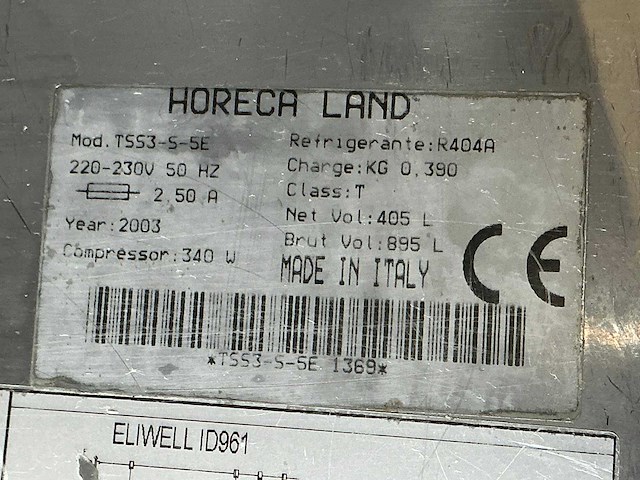 HORECA LAND
Mod.TSS3-S-5E
220-230V 50 HZ
2,50 A
Year:2003
Compressor:340 W
Refrigerante:R404A
Charge:KG 0,390
Class:T
Net Vol:405 L
Brut Vol:895 L
MADE IN ITALY
CE
*TSS3-S-5E 1369*
ELIWELL ID961